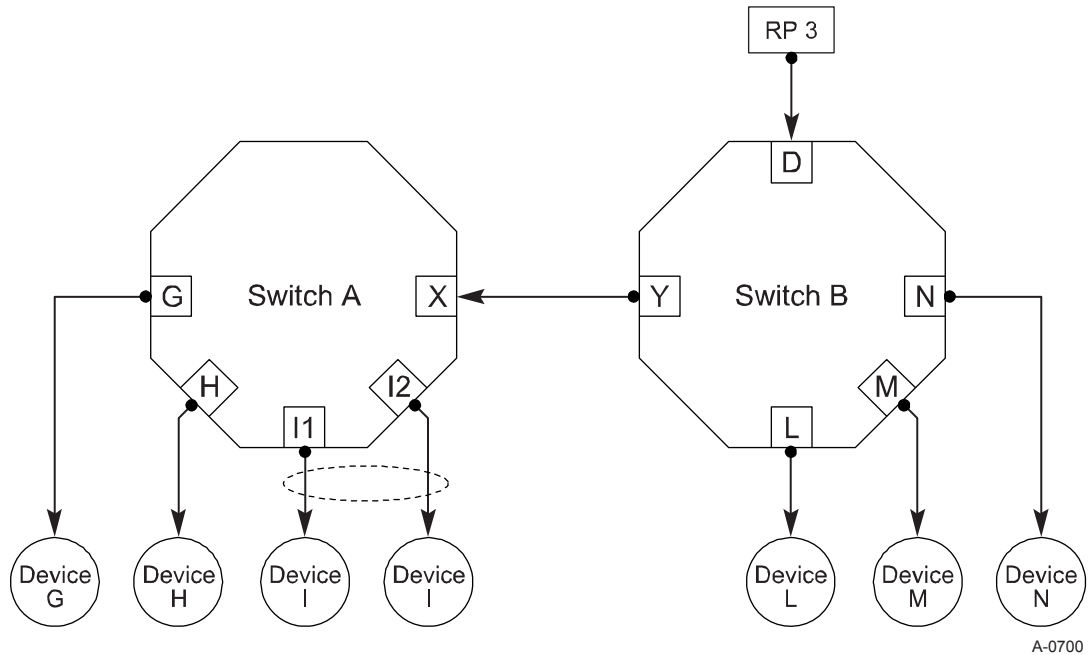 RP 3
D
G
Switch A
X
Y
Switch B
N
H
I2
M
I1
L
Device
G
Device
H
Device
I
Device
I
Device
L
Device
M
Device
N
A-0700